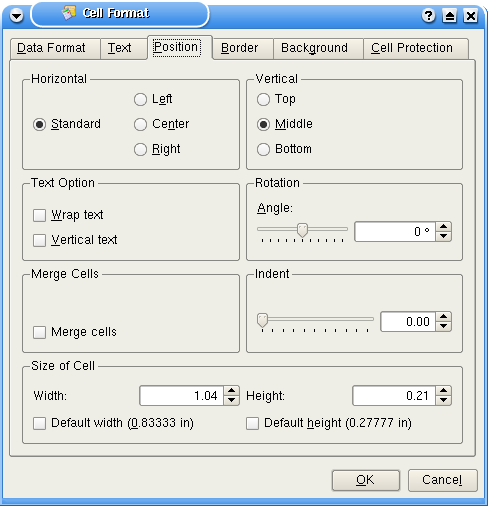 Cell Format
Data Format Text Position Border Background Cell Protection
Horizontal
Left
Standard Center
Right
Vertical
Top
Middle
Bottom
Text Option
Wrap text
Vertical text
Rotation
Angle:
0 °
Merge Cells
Merge cells
Indent
0.00
Size of Cell
Width: 1.04 Height: 0.21
Default width (0.83333 in) Default height (0.27777 in)
OK Cancel